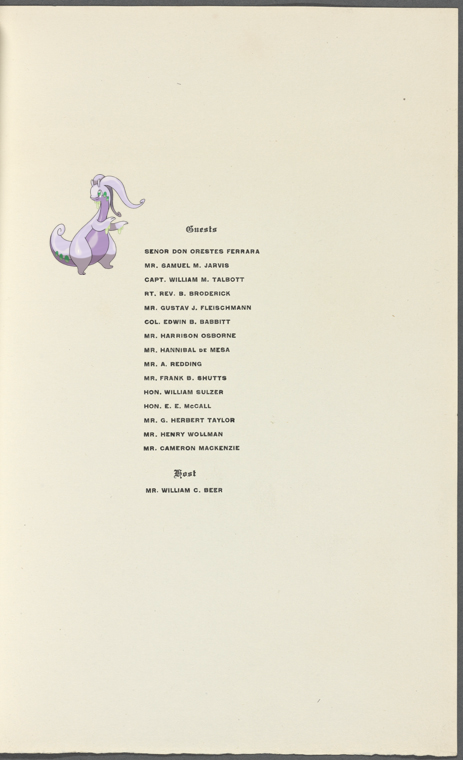 Guests
SENOR DON ORESTES FERRARA
MR. SAMUEL M. JARVIS
CAPT. WILLIAM M. TALBOTT
RT. REV. B. BRODERICK
MR. GUSTAV J. FLEISCHMANN
COL. EDWIN B. BABBITT
MR. HARRISON OSBORNE
MR. HANNIBAL DE MESA
MR. A. REDDING
MR. FRANK B. SHUTTS
HON. WILLIAM SULZER
HON. E. E. McCALL
MR. G. HERBERT TAYLOR
MR. HENRY WOLLMAN
MR. CAMERON MACKENZIE
Host
MR. WILLIAM C. BEER